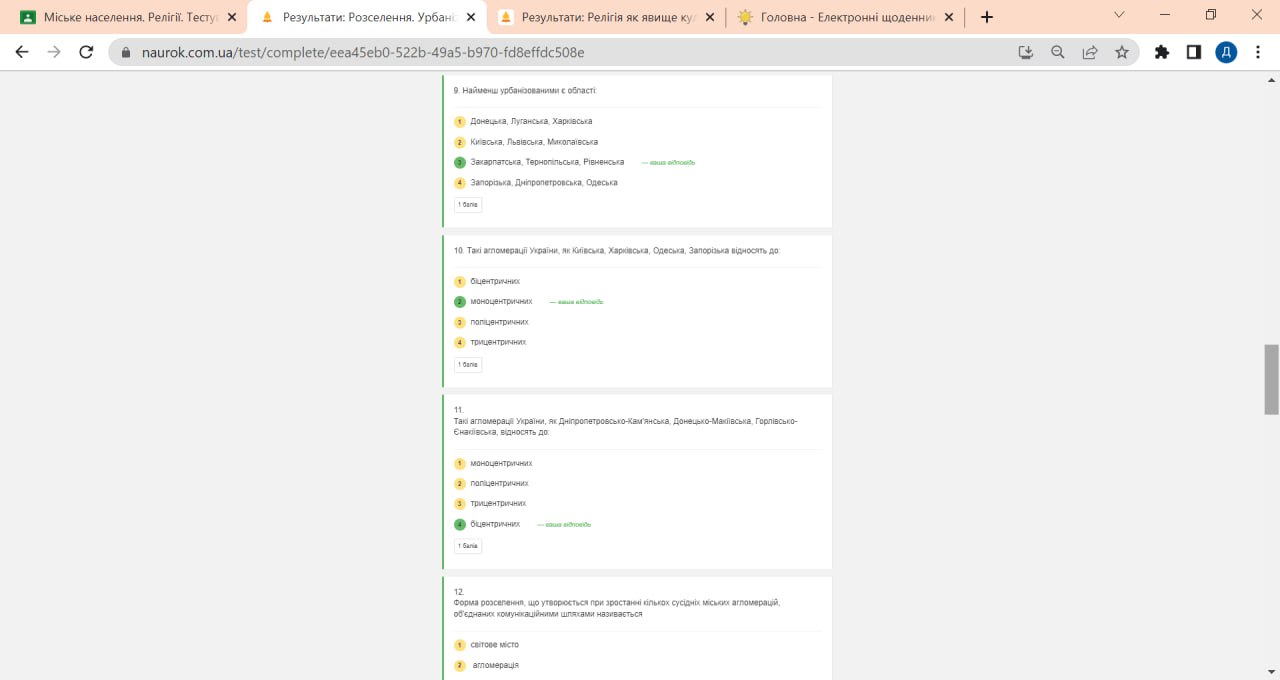 Міське населення. Релігії. Тесту
Результати: Розселення. Урбані
Результати: Релігія як явище кул
Головна - Електронні щоденник
naurok.com.ua/test/complete/eea45eb0-522b-49a5-b970-fd8effdc508e
Д
9. Найменш урбанізованими є області:
1 Донецька, Луганська, Харківська
2 Київська, Львівська, Миколаївська
3 Закарпатська, Тернопільська, Рівненська — ваша відповідь
4 Запорізька, Дніпропетровська, Одеська
1 балів
10. Такі агломерації України, як Київська, Харківська, Одеська, Запорізька відносять до:
1 біцентричних
2 моноцентричних — ваша відповідь
3 поліцентричних
4 трицентричних
1 балів
11.
Такі агломерації України, як Дніпропетровсько-Кам'янська, Донецько-Макіївська, Горлівсько-
Єнакіївська, відносять до:
1 моноцентричних
2 поліцентричних
3 трицентричних
4 біцентричних — ваша відповідь
1 балів
12.
Форма розселення, що утворюється при зростанні кількох сусідніх міських агломерацій,
об'єднаних комунікаційними шляхами називається
1 світове місто
2 агломерація